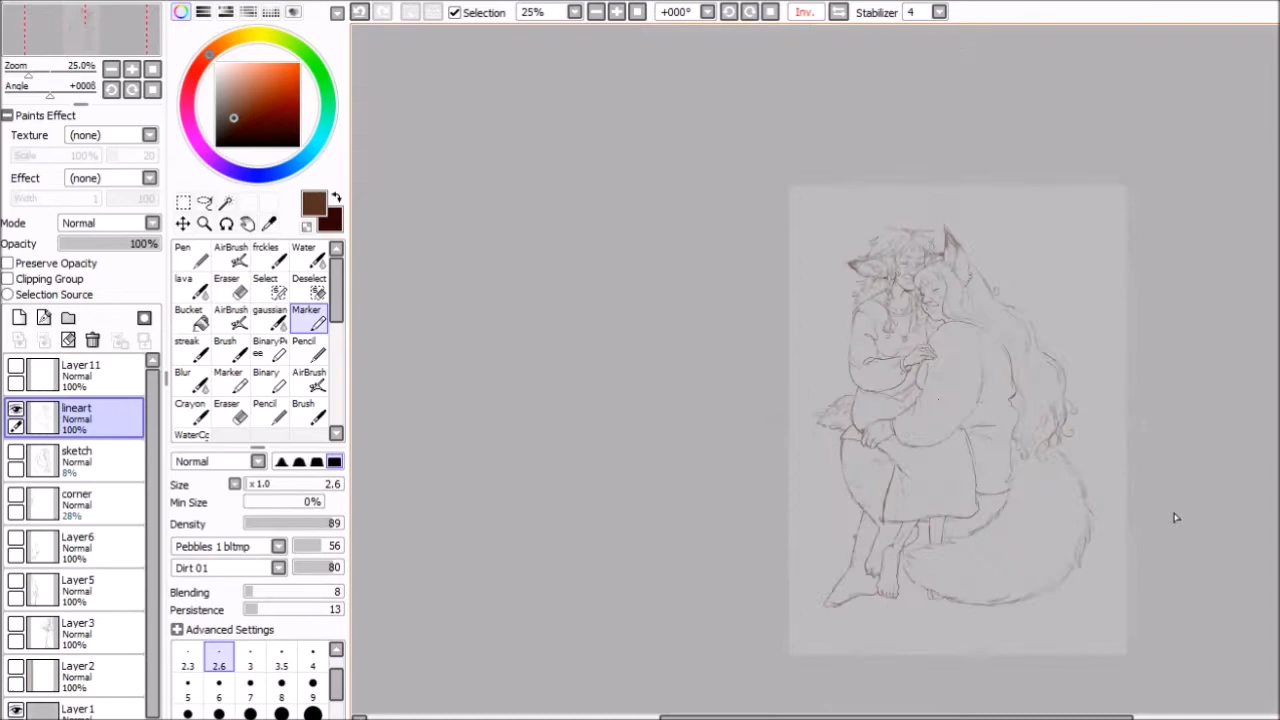 Selection 25% +000° Inv. Stabilizer 4
Zoom 25.0%
Angle +0008
Paints Effect
Texture (none)
Scale 100% 20
Effect (none)
Width 1 100
Mode Normal
Opacity 100%
Preserve Opacity
Clipping Group
Selection Source
Layer11
Normal
100%
lineart
Normal
100%
sketch
Normal
8%
corner
Normal
28%
Layer6
Normal
100%
Layer5
Normal
100%
Layer3
Normal
100%
Layer2
Normal
100%
Layer1
Pen AirBrush frckles Water
lava Eraser Select Deselect
Bucket AirBrush gaussian Marker
streak Brush BinaryP Pencil
ee
Blur Marker Binary AirBrush
Crayon Eraser Pencil Brush
WaterCc
Normal
Size x 1.0 2.6
Min Size 0%
Density 89
Pebbles 1 bltmp 56
Dirt 01 80
Blending 8
Persistence 13
Advanced Settings
2.3 2.6 3 3.5 4
5 6 7 8 9